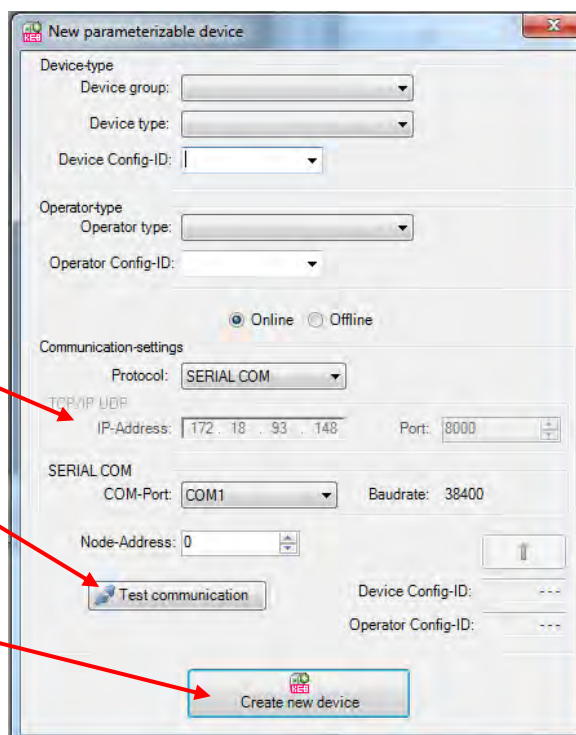 New parameterizable device
Device-type
Device group:
Device type:
Device Config-ID:
Operator-type
Operator type:
Operator Config-ID:
Online Offline
Communication-settings
Protocol: SERIAL COM
TCP/IP UDP
IP-Address: 172 . 18 . 93 . 148 Port: 8000
SERIAL COM
COM-Port: COM1 Baudrate: 38400
Node-Address: 0
Test communication Device Config-ID: ---
Operator Config-ID: ---
KEB
Create new device